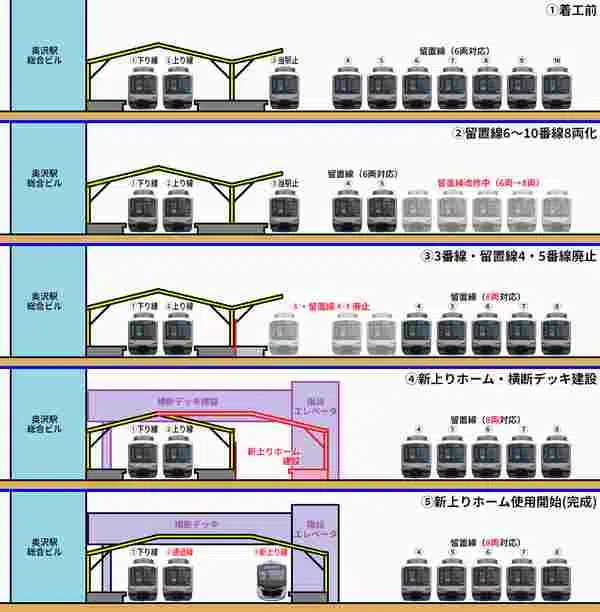 ①着工前
奥沢駅
総合ビル
①下り線
②上り線
③当駅止
留置線（6両対応）
④
⑤
⑥
⑦
⑧
⑨
⑩
②留置線6～10番線8両化
奥沢駅
総合ビル
①下り線
②上り線
③当駅止
留置線（6両対応）
④
⑤
留置線改修中（6両→8両）
③3番線・留置線4・5番線廃止
奥沢駅
総合ビル
①下り線
②上り線
3・留置線4・5廃止
留置線（8両対応）
④
⑤
⑥
⑦
⑧
④新上りホーム・横断デッキ建設
奥沢駅
総合ビル
横断デッキ建設
階段
エレベータ
①下り線
②上り線
新上りホーム
建設
留置線（8両対応）
④
⑤
⑥
⑦
⑧
⑤新上りホーム使用開始(完成)
奥沢駅
総合ビル
横断デッキ
階段
エレベータ
①下り線
②通過線
③新上り線
留置線（8両対応）
④
⑤
⑥
⑦
⑧